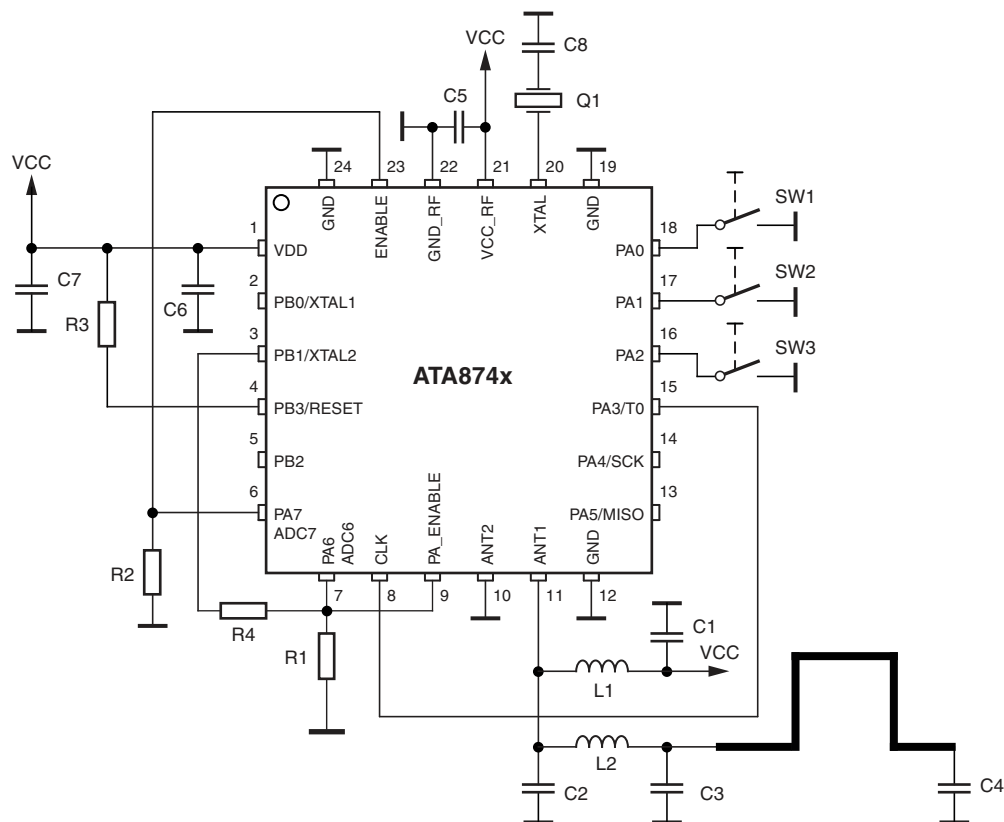 C8
VCC
C5
Q1
VCC
24
23
22
21
20
19
GND
ENABLE
GND_RF
VCC_RF
XTAL
GND
SW1
1
VDD
18
PA0
C7
2
PB0/XTAL1
17
PA1
SW2
C6
R3
3
PB1/XTAL2
16
PA2
SW3
ATA874x
4
PB3/RESET
15
PA3/T0
5
PB2
14
PA4/SCK
6
PA7
ADC7
13
PA5/MISO
PA6
ADC6
CLK
PA_ENABLE
ANT2
ANT1
GND
R2
7
8
9
10
11
12
R4
C1
R1
VCC
L1
L2
C2
C3
C4